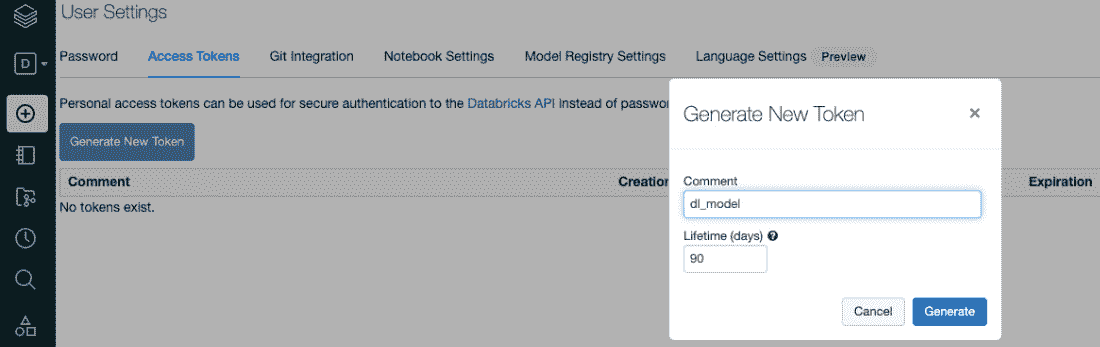 User Settings
D
Password Access Tokens Git Integration Notebook Settings Model Registry Settings Language Settings Preview
Personal access tokens can be used for secure authentication to the Databricks API instead of
Generate New Token
Comment Expiration
No tokens exist.
Generate New Token
Comment
dl_model
Lifetime (days)
90
Cancel Generate